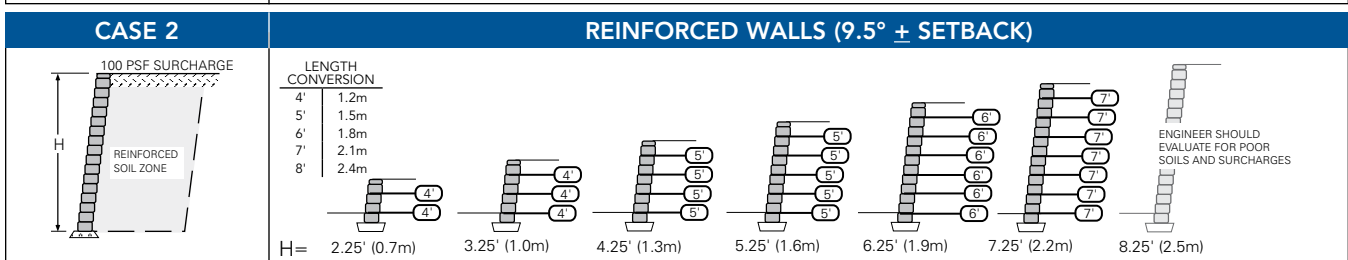 CASE 2
REINFORCED WALLS (9.5° ± SETBACK)
100 PSF SURCHARGE
H
REINFORCED
SOIL ZONE
LENGTH
CONVERSION
4' 1.2m
5' 1.5m
6' 1.8m
7' 2.1m
8' 2.4m
4'
4'
4'
4'
4'
5'
5'
5'
5'
5'
5'
5'
5'
5'
6'
6'
6'
6'
6'
6'
7'
7'
7'
7'
7'
7'
7'
ENGINEER SHOULD
EVALUATE FOR POOR
SOILS AND SURCHARGES
H= 2.25' (0.7m) 3.25' (1.0m) 4.25' (1.3m) 5.25' (1.6m) 6.25' (1.9m) 7.25' (2.2m) 8.25' (2.5m)